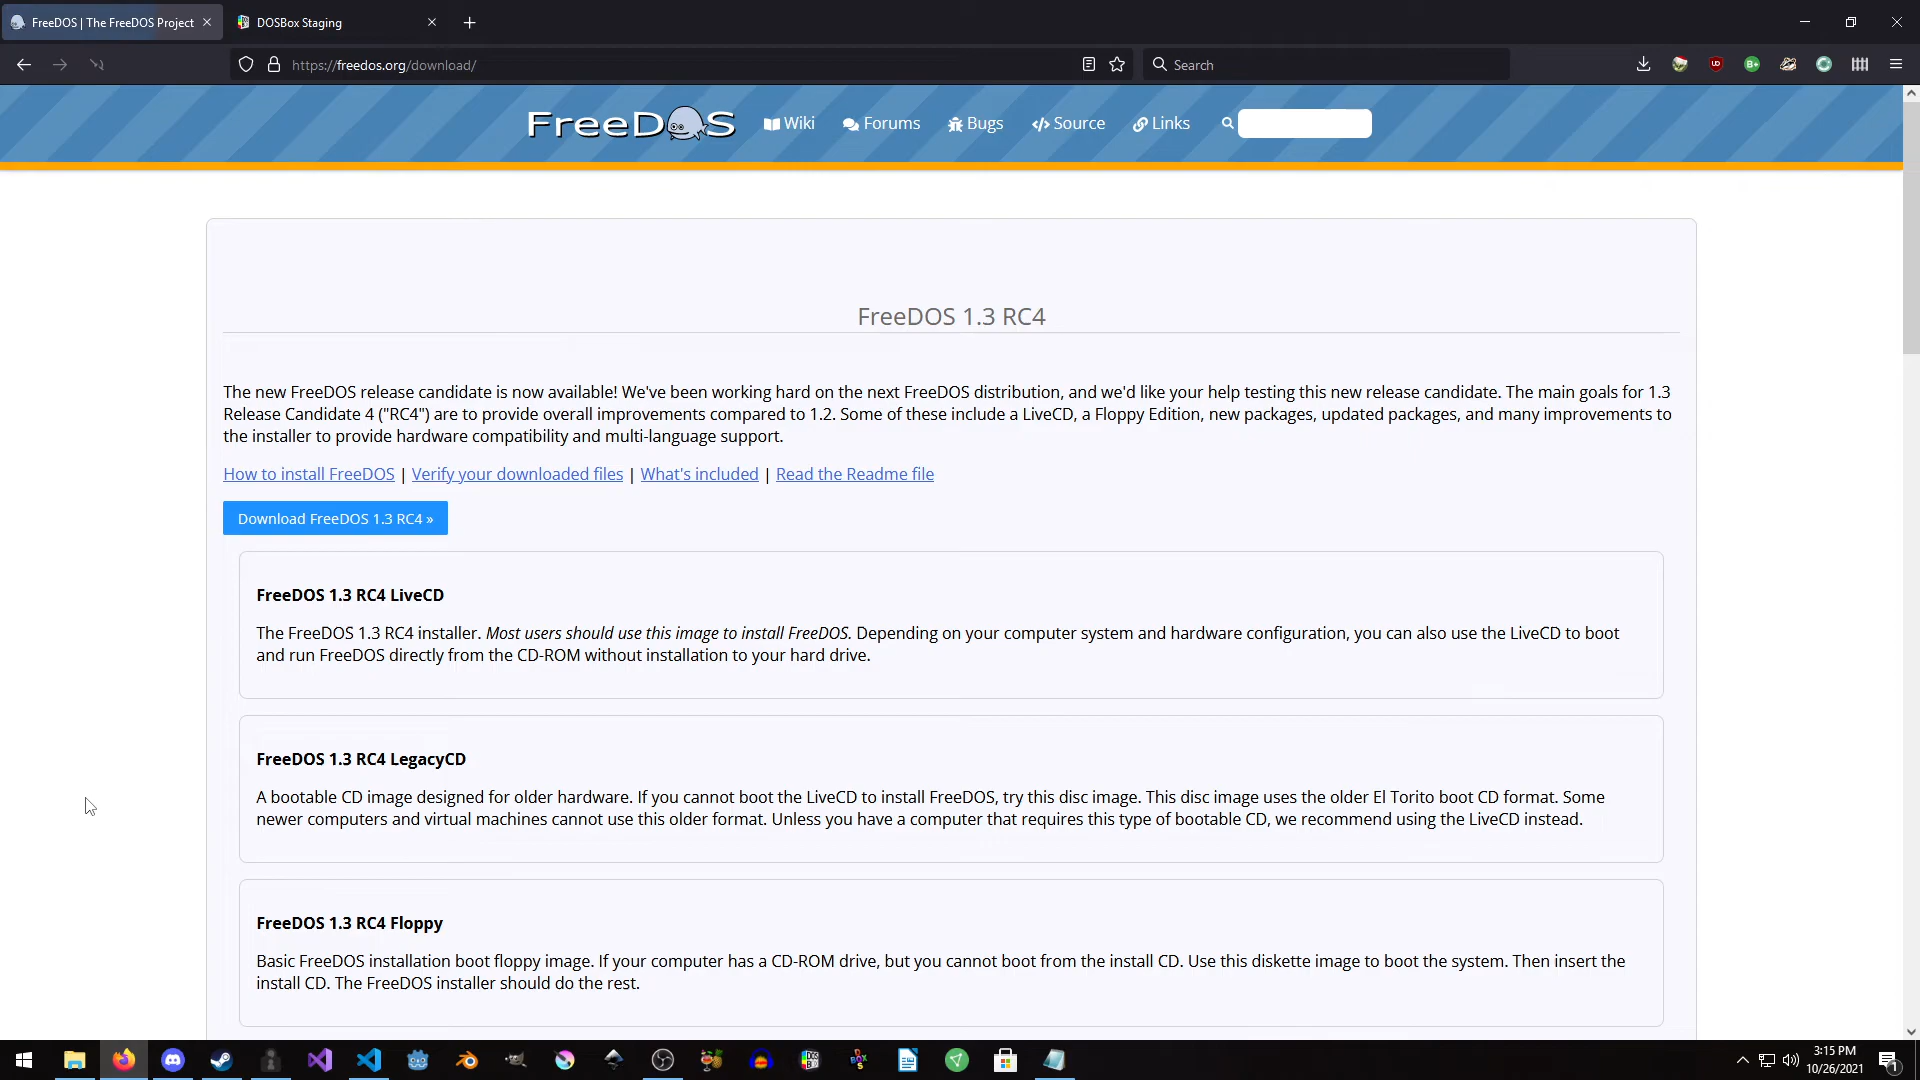 FreeDOS | The FreeDOS Project
DOSBox Staging
https://freedos.org/download/
Search
FreeDOS
Wiki
Forums
Bugs
Source
Links
FreeDOS 1.3 RC4
The new FreeDOS release candidate is now available! We've been working hard on the next FreeDOS distribution, and we'd like your help testing this new release candidate. The main goals for 1.3
Release Candidate 4 ("RC4") are to provide overall improvements compared to 1.2. Some of these include a LiveCD, a Floppy Edition, new packages, updated packages, and many improvements to
the installer to provide hardware compatibility and multi-language support.
How to install FreeDOS | Verify your downloaded files | What's included | Read the Readme file
Download FreeDOS 1.3 RC4 »
FreeDOS 1.3 RC4 LiveCD
The FreeDOS 1.3 RC4 installer. Most users should use this image to install FreeDOS. Depending on your computer system and hardware configuration, you can also use the LiveCD to boot
and run FreeDOS directly from the CD-ROM without installation to your hard drive.
FreeDOS 1.3 RC4 LegacyCD
A bootable CD image designed for older hardware. If you cannot boot the LiveCD to install FreeDOS, try this disc image. This disc image uses the older El Torito boot CD format. Some
newer computers and virtual machines cannot use this older format. Unless you have a computer that requires this type of bootable CD, we recommend using the LiveCD instead.
FreeDOS 1.3 RC4 Floppy
Basic FreeDOS installation boot floppy image. If your computer has a CD-ROM drive, but you cannot boot from the install CD. Use this diskette image to boot the system. Then insert the
install CD. The FreeDOS installer should do the rest.
3:15 PM
10/26/2021
1